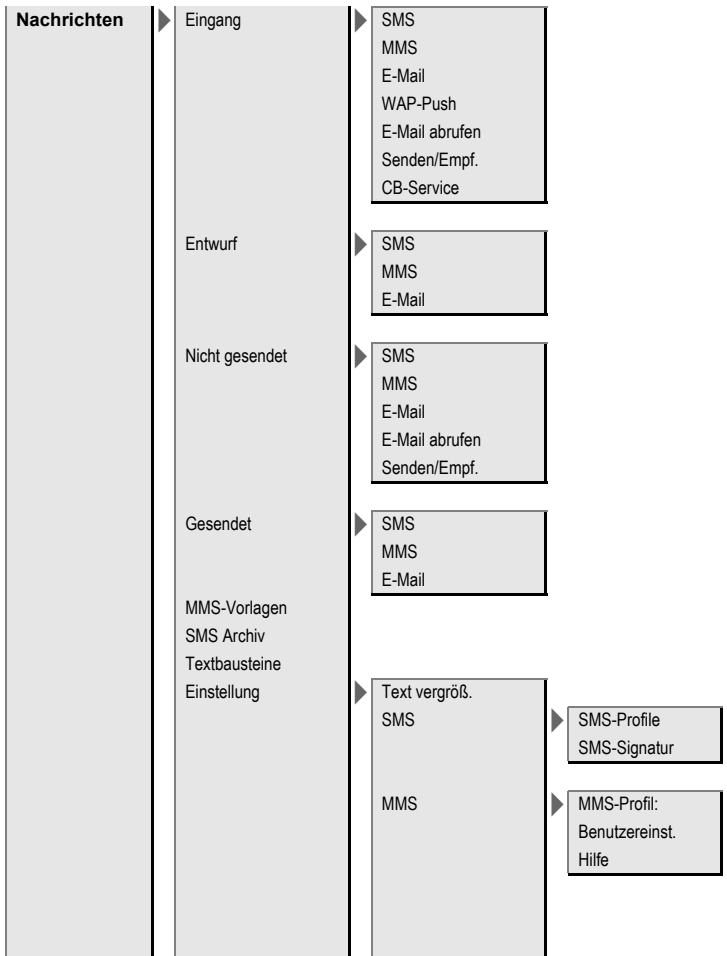 Nachrichten
Eingang
SMS
MMS
E-Mail
WAP-Push
E-Mail abrufen
Senden/Empf.
CB-Service
Entwurf
SMS
MMS
E-Mail
Nicht gesendet
SMS
MMS
E-Mail
E-Mail abrufen
Senden/Empf.
Gesendet
SMS
MMS
E-Mail
MMS-Vorlagen
SMS Archiv
Textbausteine
Einstellung
Text vergröß.
SMS
SMS-Profile
SMS-Signatur
MMS
MMS-Profil:
Benutzereinst.
Hilfe